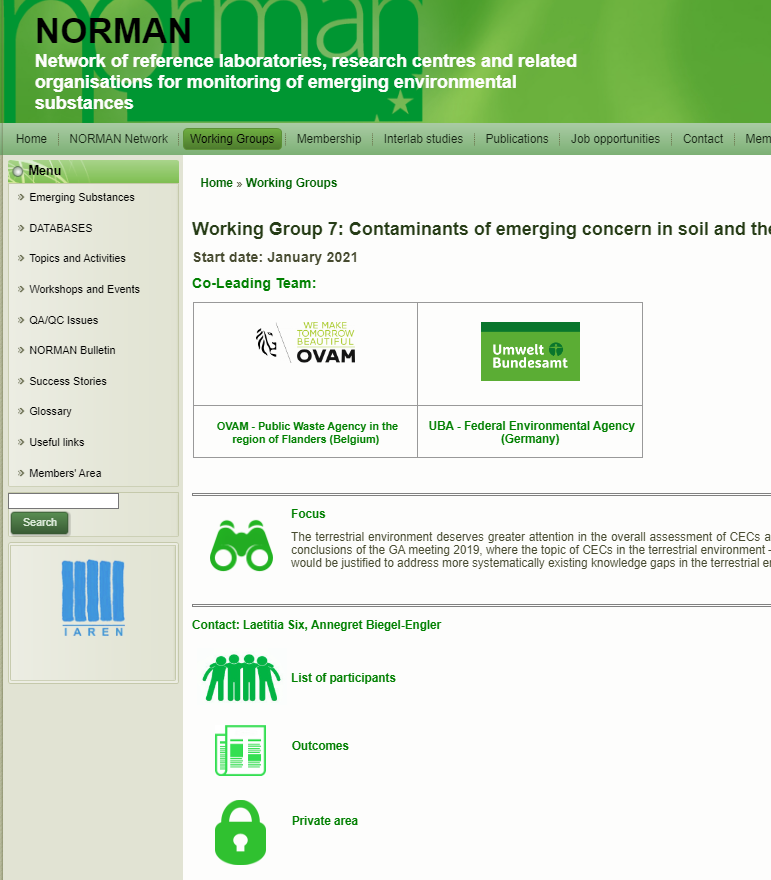 NORMAN
Network of reference laboratories, research centres and related
organisations for monitoring of emerging environmental
substances
Home
NORMAN Network
Working Groups
Membership
Interlab studies
Publications
Job opportunities
Contact
Mem
Menu
Emerging Substances
DATABASES
Topics and Activities
Workshops and Events
QA/QC Issues
NORMAN Bulletin
Success Stories
Glossary
Useful links
Members' Area
Search
IAREN
Home » Working Groups
Working Group 7: Contaminants of emerging concern in soil and the
Start date: January 2021
Co-Leading Team:
WE MAKE
TOMORROW
BEAUTIFUL
OVAM
Umwelt
Bundesamt
OVAM - Public Waste Agency in the
region of Flanders (Belgium)
UBA - Federal Environmental Agency
(Germany)
Focus
The terrestrial environment deserves greater attention in the overall assessment of CECs a
conclusions of the GA meeting 2019, where the topic of CECs in the terrestrial environment -
would be justified to address more systematically existing knowledge gaps in the terrestrial e
Contact: Laetitia Six, Annegret Biegel-Engler
List of participants
Outcomes
Private area